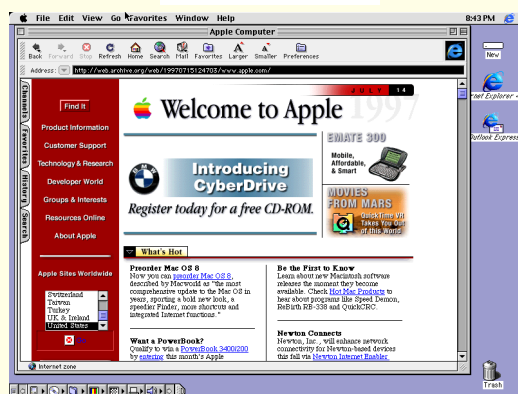 File Edit View Go Favorites Window Help
8:43 PM
Apple Computer
Back Forward Stop Refresh Home Search Mail Favorites Larger Smaller Preferences
Address: http://web.archive.org/web/19970715124703/www.apple.com/
Channels
Favorites
History
Search
Find It
Product Information
Customer Support
Technology & Research
Developer World
Groups & Interests
Resources Online
About Apple
Apple Sites Worldwide
Switzerland
Taiwan
Turkey
UK & Ireland
United States
JULY 14
1997
Welcome to Apple
BMW
Introducing
CyberDrive
Register today for a free CD-ROM.
EMATE 300
Mobile,
Affordable,
& Smart
MOVIES
FROM MARS
QuickTime VR
Takes You Out
of this World
What's Hot
Preorder Mac OS 8
Now you can preorder Mac OS 8,
described by Macworld as "the most
comprehensive update to the Mac OS in
years, sporting a bold new look, a
speedier Finder, more shortcuts and
integrated Internet functions."
Want a PowerBook?
Qualify to win a PowerBook 3400/200
by entering this month's Apple
Be the First to Know
Learn about new Macintosh software
releases the moment they become
available. Check Hot Mac Products to
hear about programs like Speed Demon,
ReBirth RB-338 and QuickCRC.
Newton Connects
Newton, Inc., will enhance network
connectivity for Newton-based devices
this fall via Newton Internet Enabler.
Internet zone
New
rnet Explorer
Outlook Express
Trash